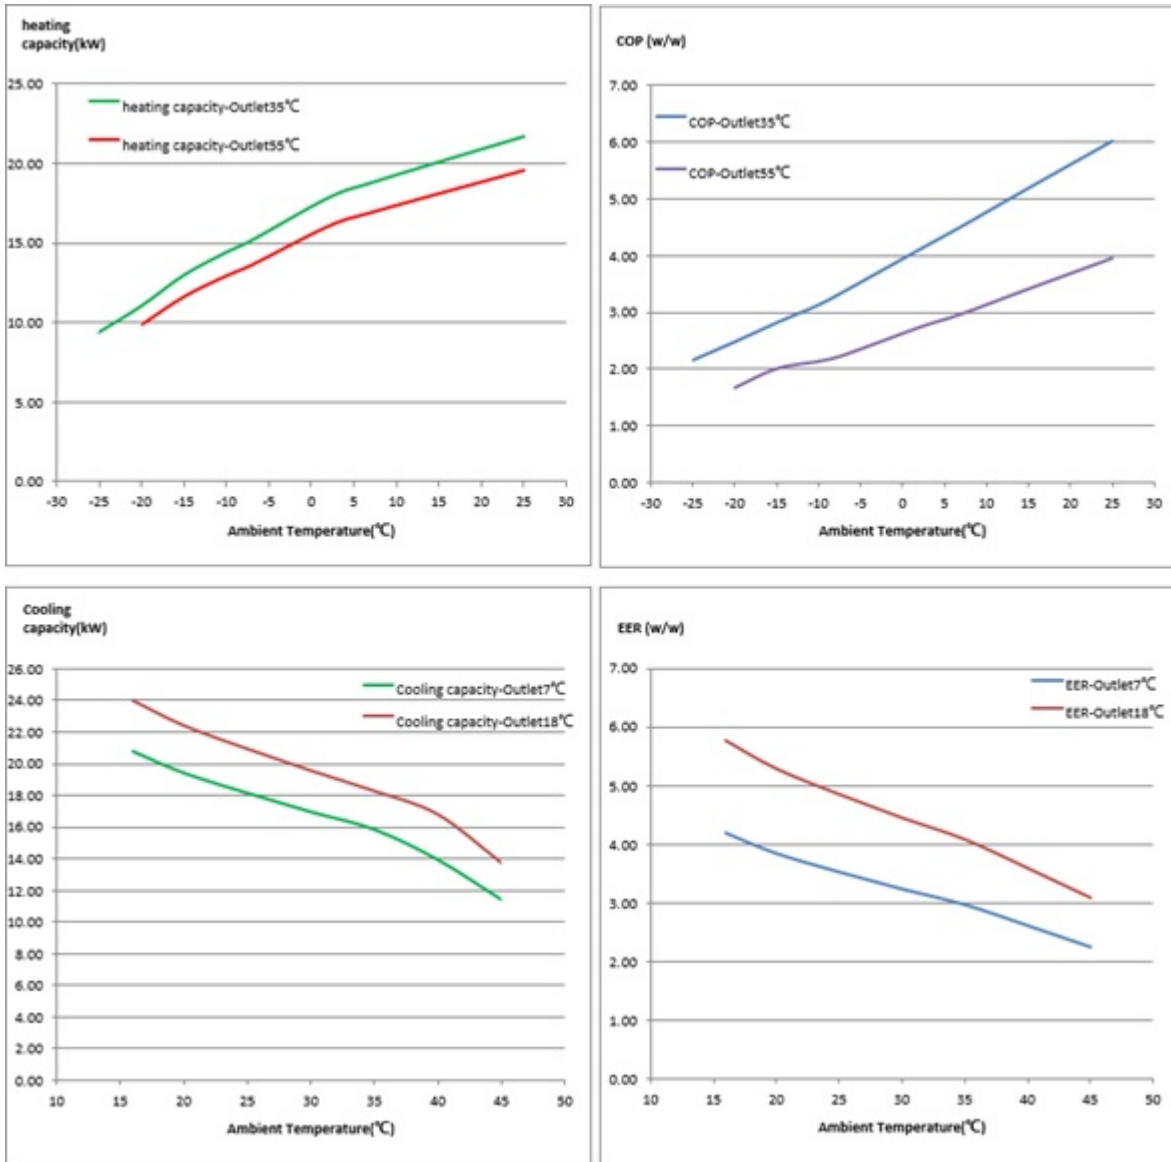 heating
capacity(kW)
25.00
20.00
15.00
10.00
5.00
0.00
heating capacity-Outlet35℃
heating capacity-Outlet55℃
-30 -25 -20 -15 -10 -5 0 5 10 15 20 25 30
Ambient Temperature(℃)
COP (w/w)
7.00
6.00
5.00
4.00
3.00
2.00
1.00
0.00
COP-Outlet35℃
COP-Outlet55℃
-30 -25 -20 -15 -10 -5 0 5 10 15 20 25 30
Ambient Temperature(℃)
Cooling
capacity(kW)
26.00
24.00
22.00
20.00
18.00
16.00
14.00
12.00
10.00
8.00
6.00
4.00
2.00
0.00
Cooling capacity-Outlet7℃
Cooling capacity-Outlet18℃
10 15 20 25 30 35 40 45 50
Ambient Temperature(℃)
EER (w/w)
7.00
6.00
5.00
4.00
3.00
2.00
1.00
0.00
EER-Outlet7℃
EER-Outlet18℃
10 15 20 25 30 35 40 45 50
Ambient Temperature(℃)